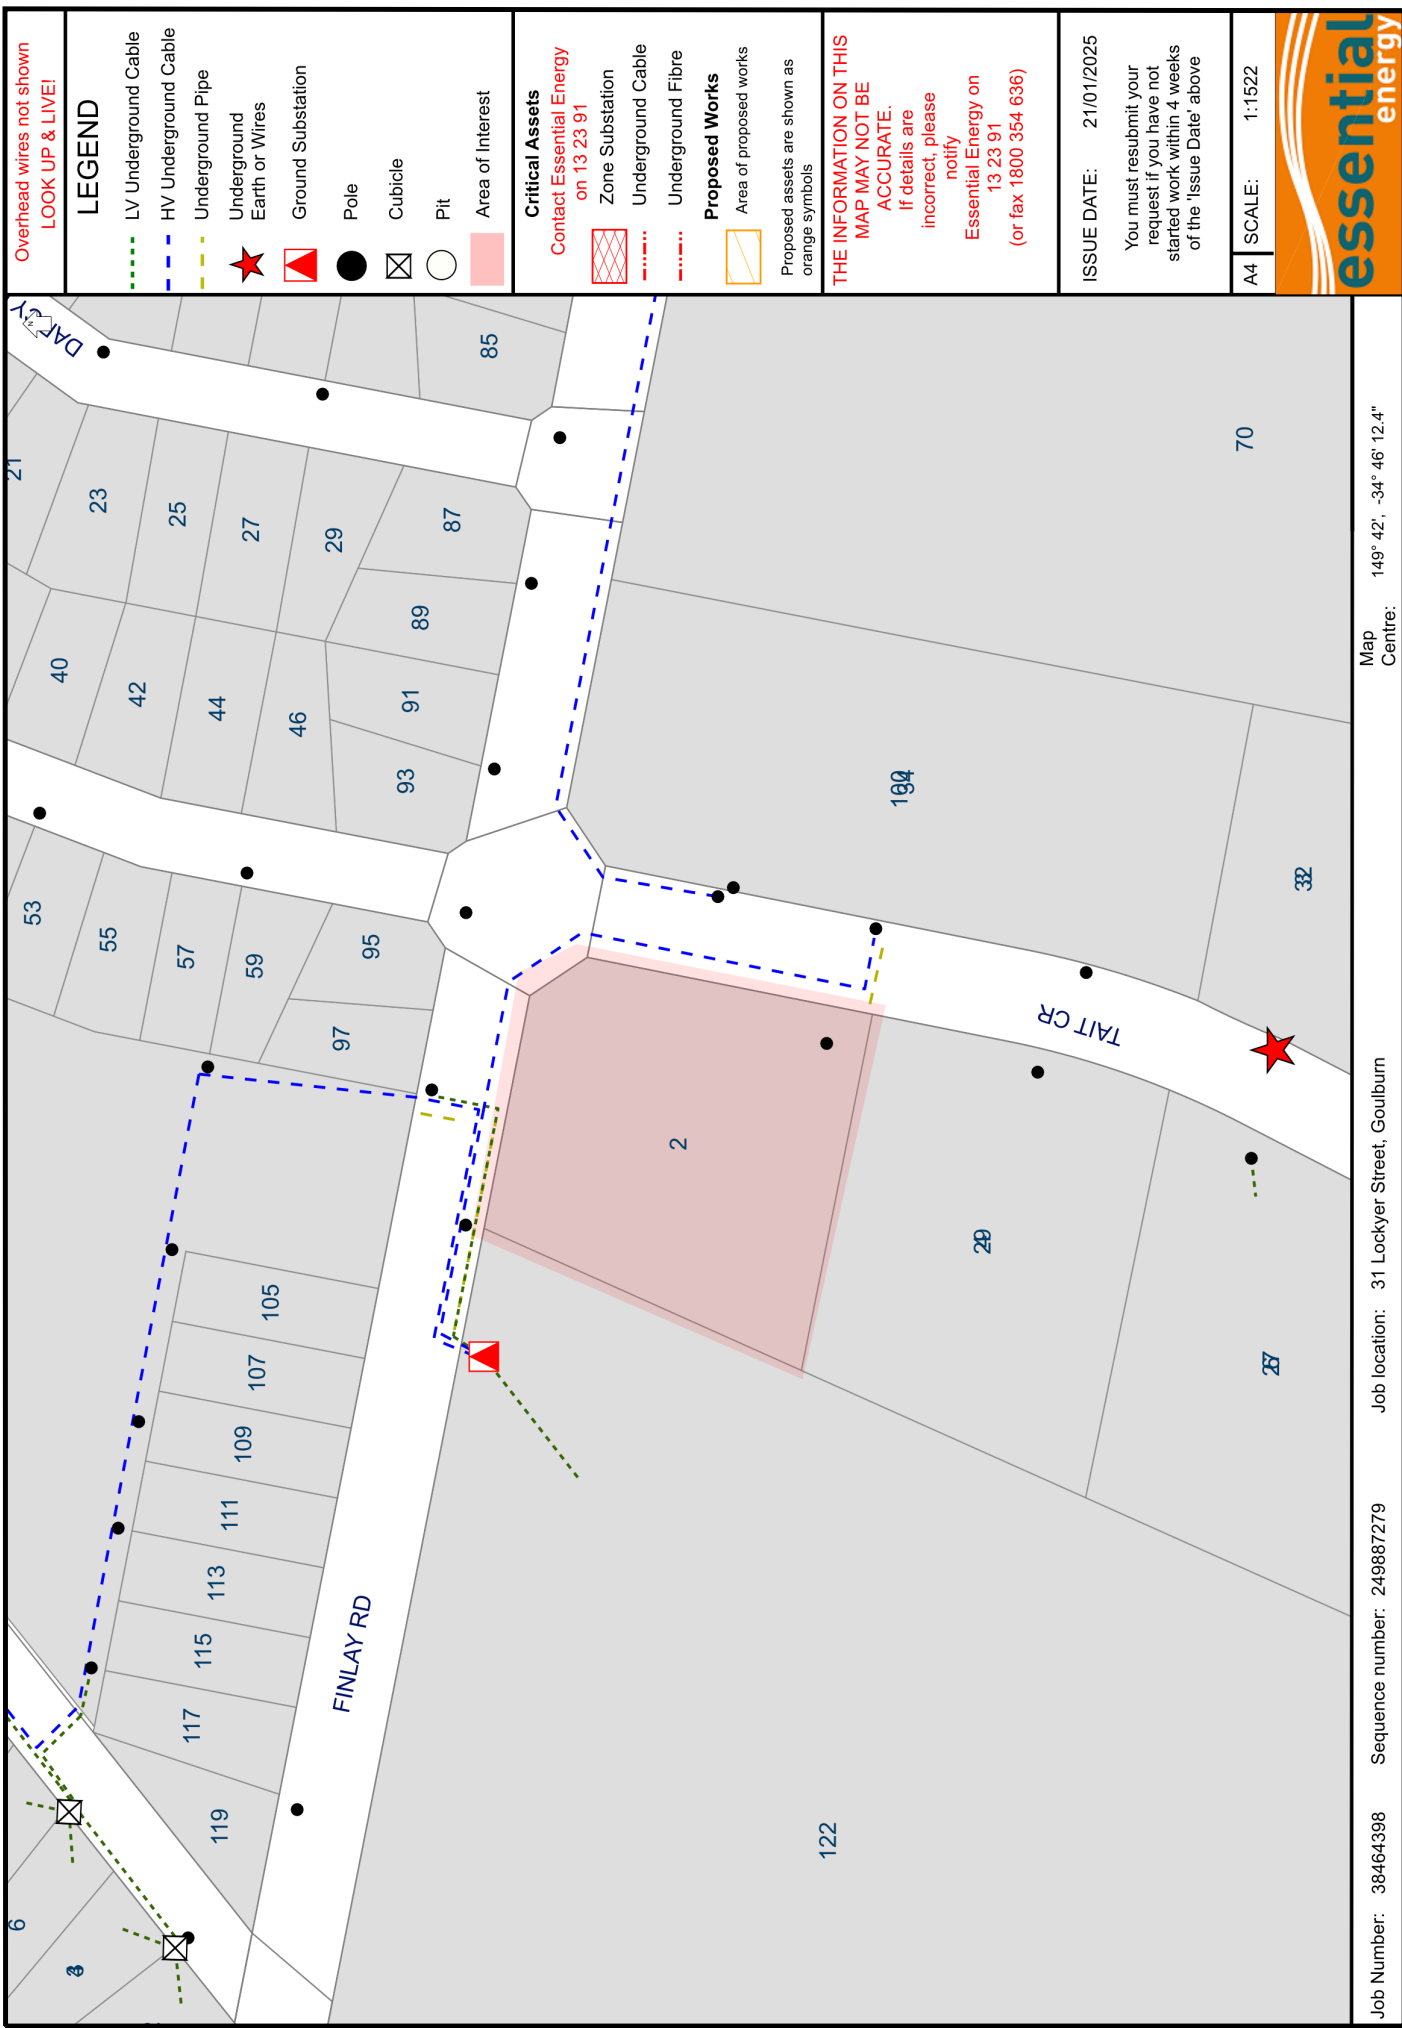 Overhead wires not shown
LOOK UP & LIVE!
LEGEND
LV Underground Cable
HV Underground Cable
Underground Pipe
Underground
Earth or Wires
Ground Substation
Pole
Cubicle
Pit
Area of Interest
Critical Assets
Contact Essential Energy
on 13 23 91
Zone Substation
Underground Cable
Underground Fibre
Proposed Works
Area of proposed works
Proposed assets are shown as
orange symbols
THE INFORMATION ON THIS
MAP MAY NOT BE
ACCURATE.
If details are
incorrect, please
notify
Essential Energy on
13 23 91
(or fax 1800 354 636)
ISSUE DATE: 21/01/2025
You must resubmit your
request if you have not
started work within 4 weeks
of the 'Issue Date' above
A4 SCALE: 1:1522
essential
energy
N
21
23
25
27
29
85
87
89
91
93
40
42
44
46
53
55
57
59
95
97
105
107
109
111
113
115
117
119
6
2
70
122
FINLAY RD
TAIT CR
Job Number: 38464398
Sequence number: 249887279
Job location: 31 Lockyer Street, Goulburn
Map
Centre:
149° 42', -34° 46' 12.4"